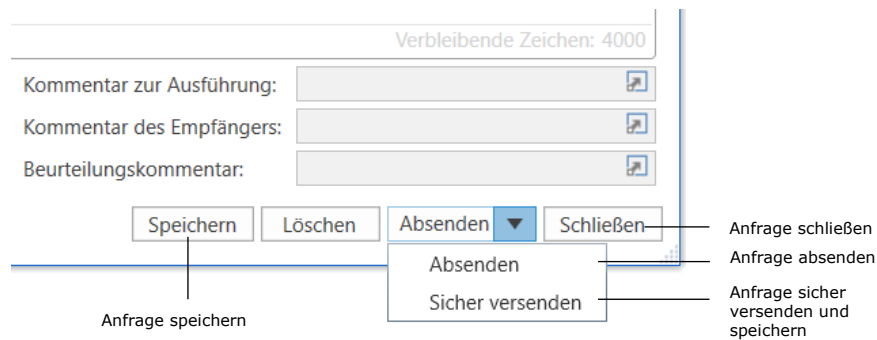 Verbleibende Zeichen: 4000
Kommentar zur Ausführung:
Kommentar des Empfängers:
Beurteilungskommentar:
Speichern Löschen Absenden Schließen
Anfrage schließen
Absenden
Anfrage absenden
Sicher versenden
Anfrage sicher
versenden und
speichern
Anfrage speichern